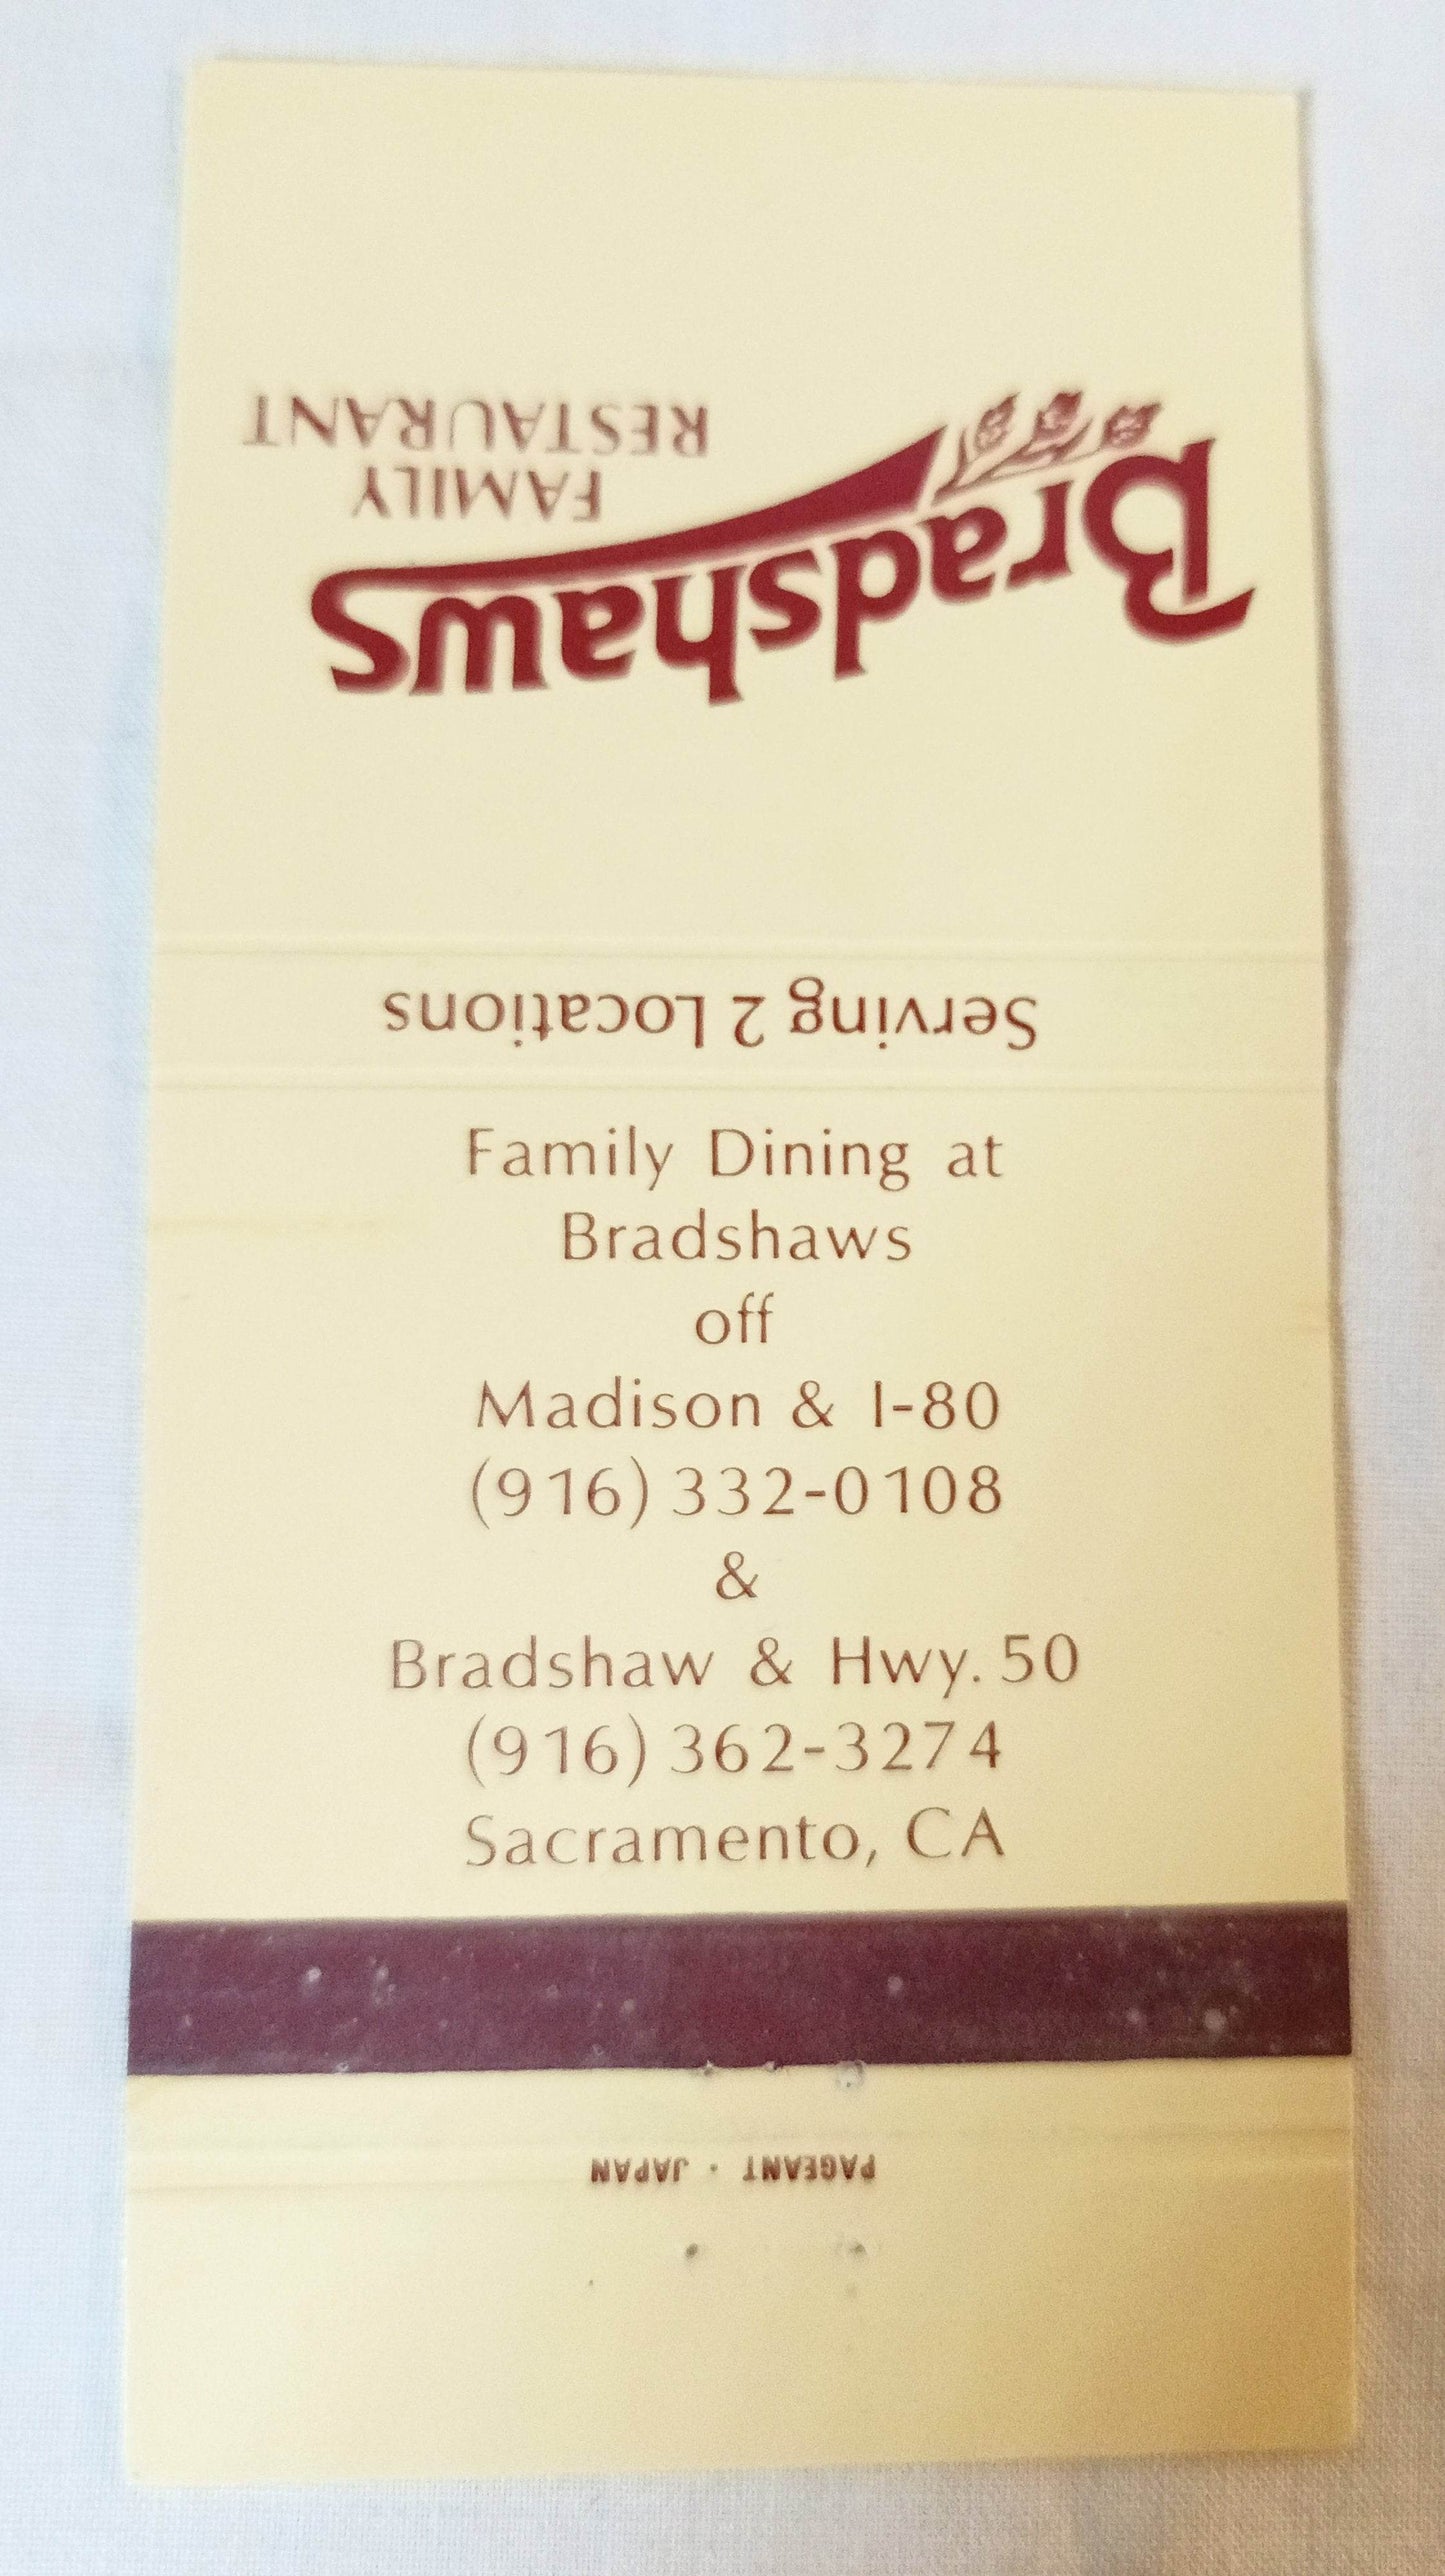 Bradshaws
FAMILY
RESTAURANT
Serving 2 Locations
Family Dining at
Bradshaws
off
Madison & I-80
(916) 332-0108
&
Bradshaw & Hwy. 50
(916) 362-3274
Sacramento, CA
PAGEANT · JAPAN